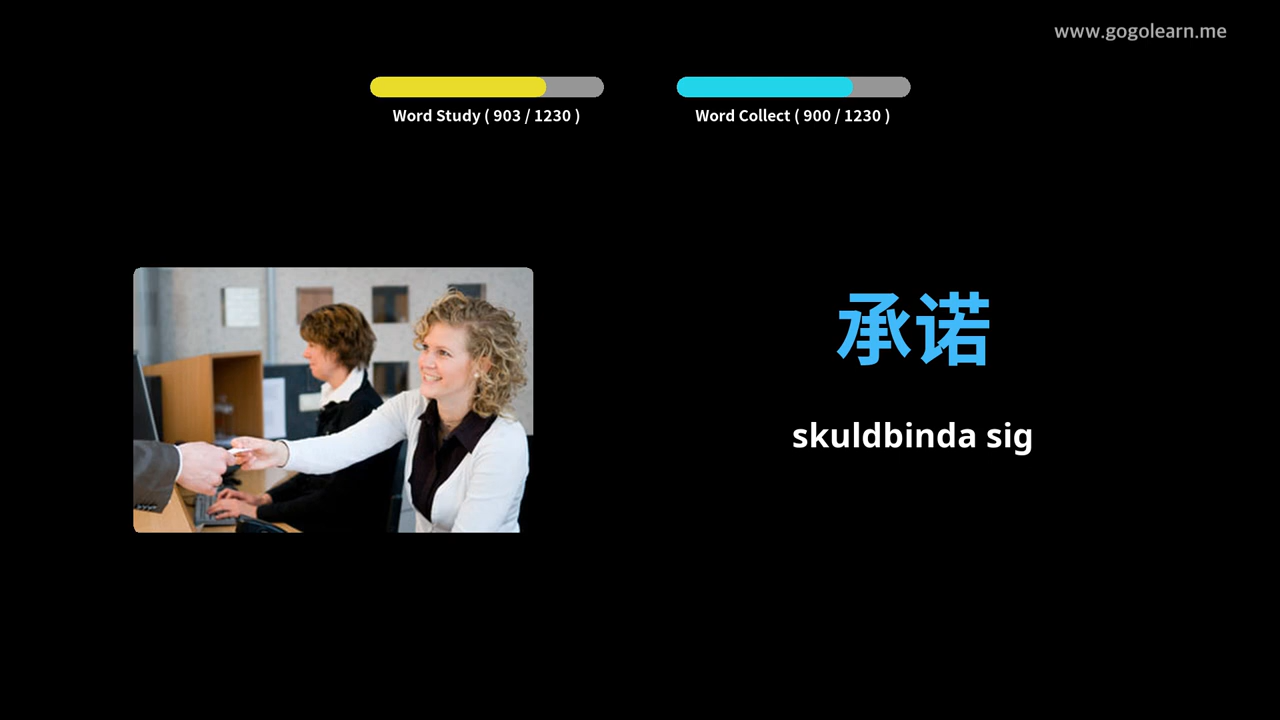 www.gogolearn.me
Word Study ( 903 / 1230 )
Word Collect ( 900 / 1230 )
承诺
skuldbinda sig